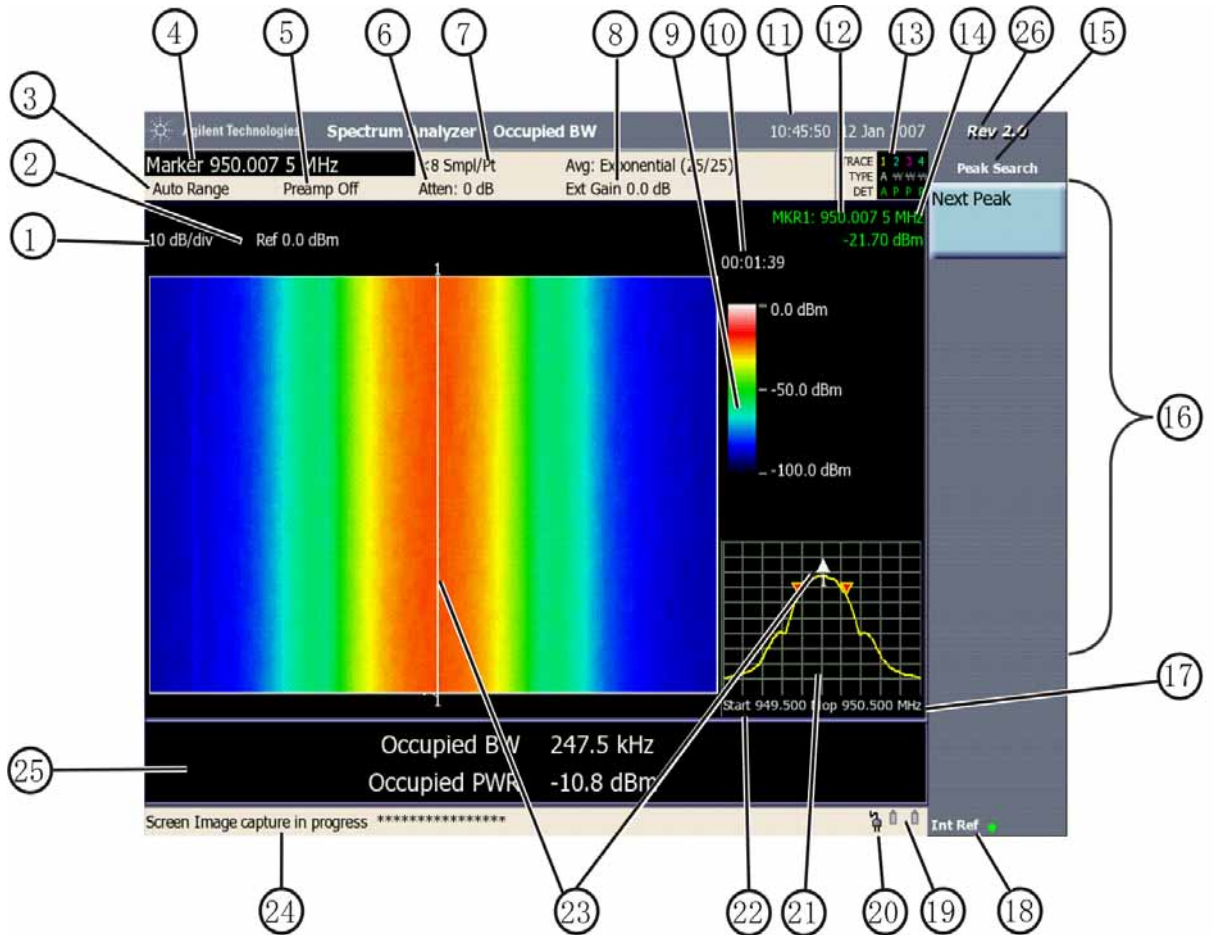 4 5 6 7 8 9 10 11 12 13 14 26 15
3
2
1
Agilent Technologies Spectrum Analyzer - Occupied BW 10:45:50 12 Jan 2007 Rev 2.0
Marker 950.007 5 MHz <8 Smpl/Pt Avg: Exponential (25/25) TRACE 1 2 3 4
TYPE A W W W
Auto Range Preamp Off Atten: 0 dB Ext Gain 0.0 dB DET A P P P
Peak Search
Next Peak
MKR1: 950.007 5 MHz
-21.70 dBm
10 dB/div Ref 0.0 dBm
00:01:39
1
0.0 dBm
-50.0 dBm
-100.0 dBm
16
1
17
Start 949.500 Stop 950.500 MHz
1
Occupied BW 247.5 kHz
25
Occupied PWR -10.8 dBm
Screen Image capture in progress ****************
Int Ref
24 23 22 21 20 19 18